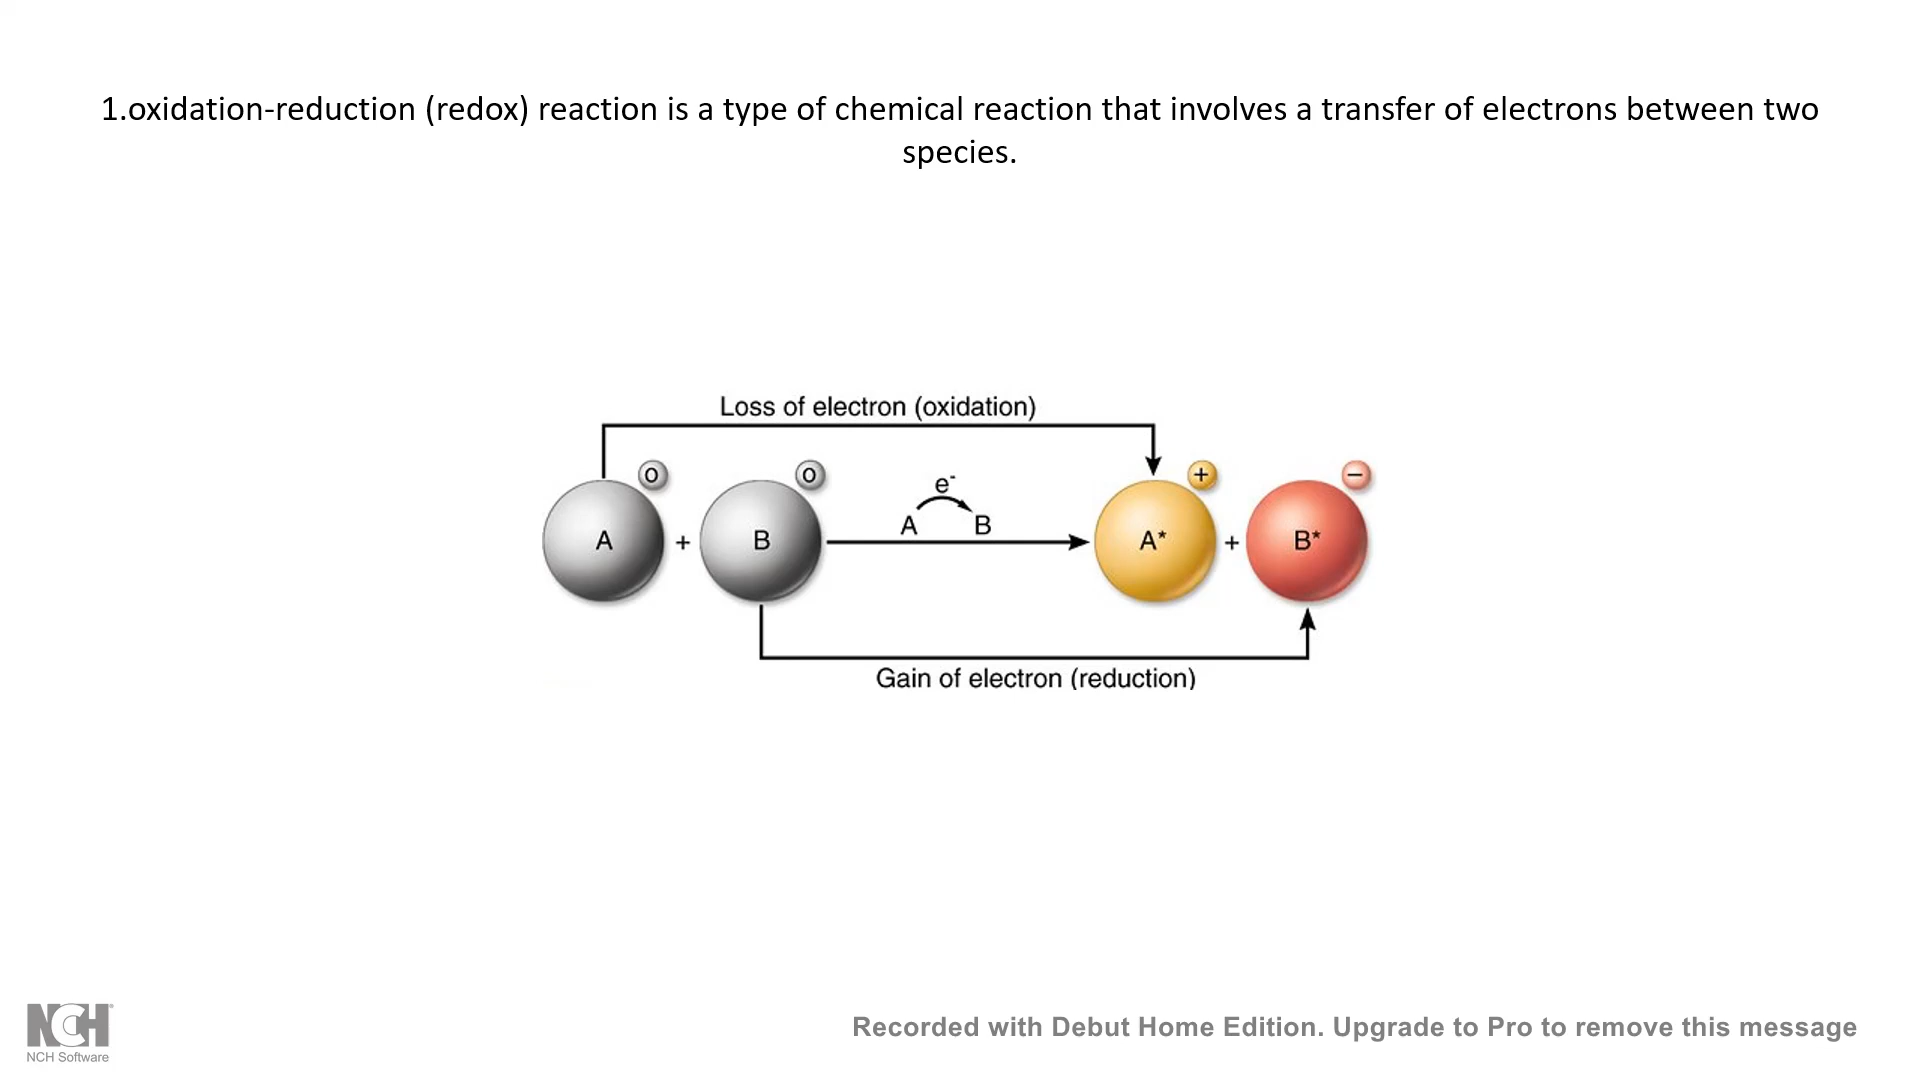 1.oxidation-reduction (redox) reaction is a type of chemical reaction that involves a transfer of electrons between two
species.
Loss of electron (oxidation)
o o + −
e-
A B
A + B A* + B*
Gain of electron (reduction)
NCH
NCH Software
Recorded with Debut Home Edition. Upgrade to Pro to remove this message